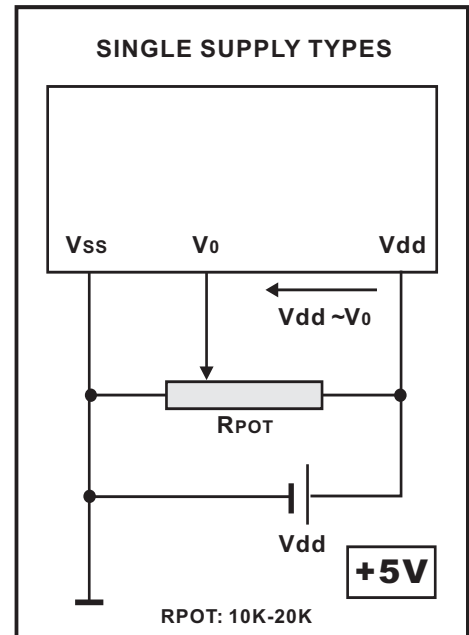 SINGLE SUPPLY TYPES
VSS V0 Vdd
Vdd ~V0
RPOT
Vdd
+5V
RPOT: 10K-20K